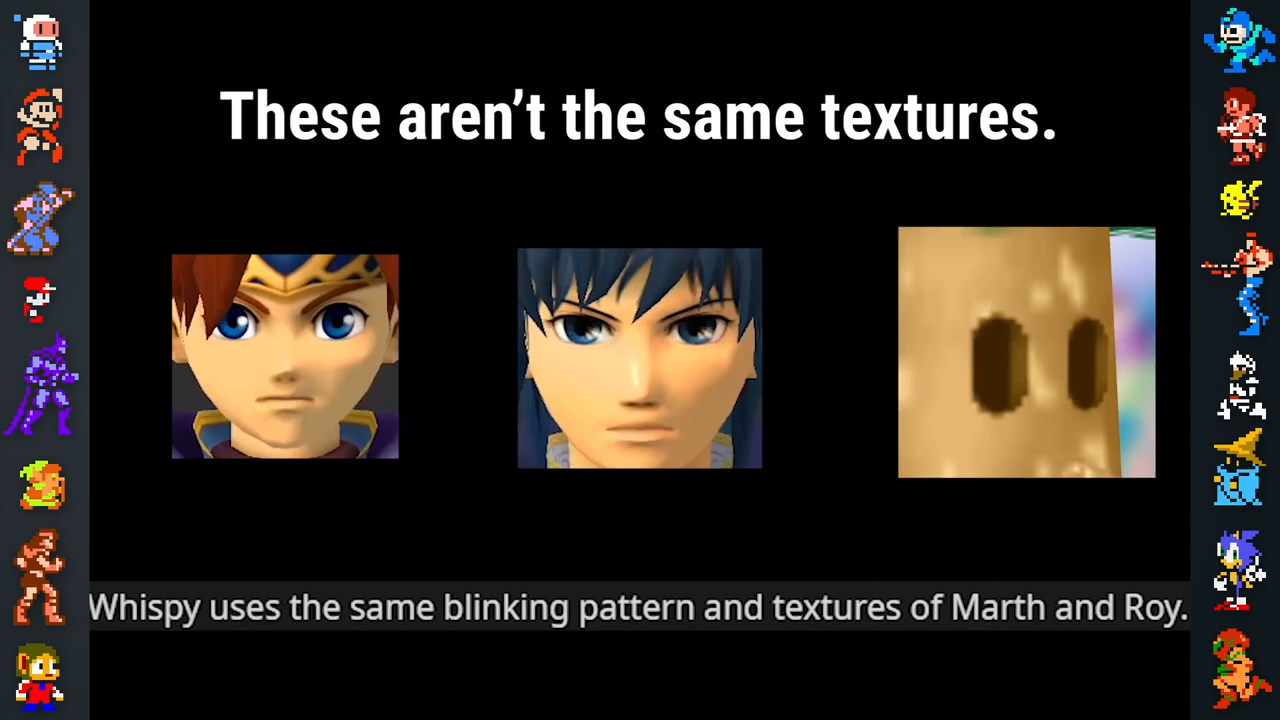 These aren’t the same textures.
Whispy uses the same blinking pattern and textures of Marth and Roy.